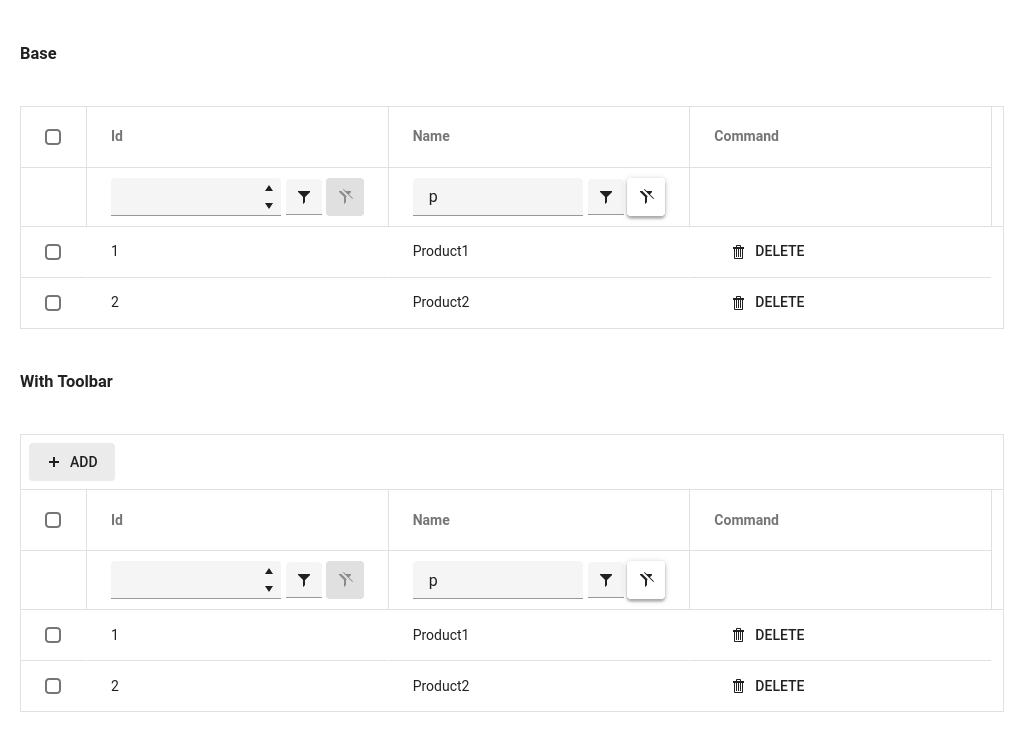 Base
Id Name Command
p
1 Product1 DELETE
2 Product2 DELETE
With Toolbar
ADD
Id Name Command
p
1 Product1 DELETE
2 Product2 DELETE